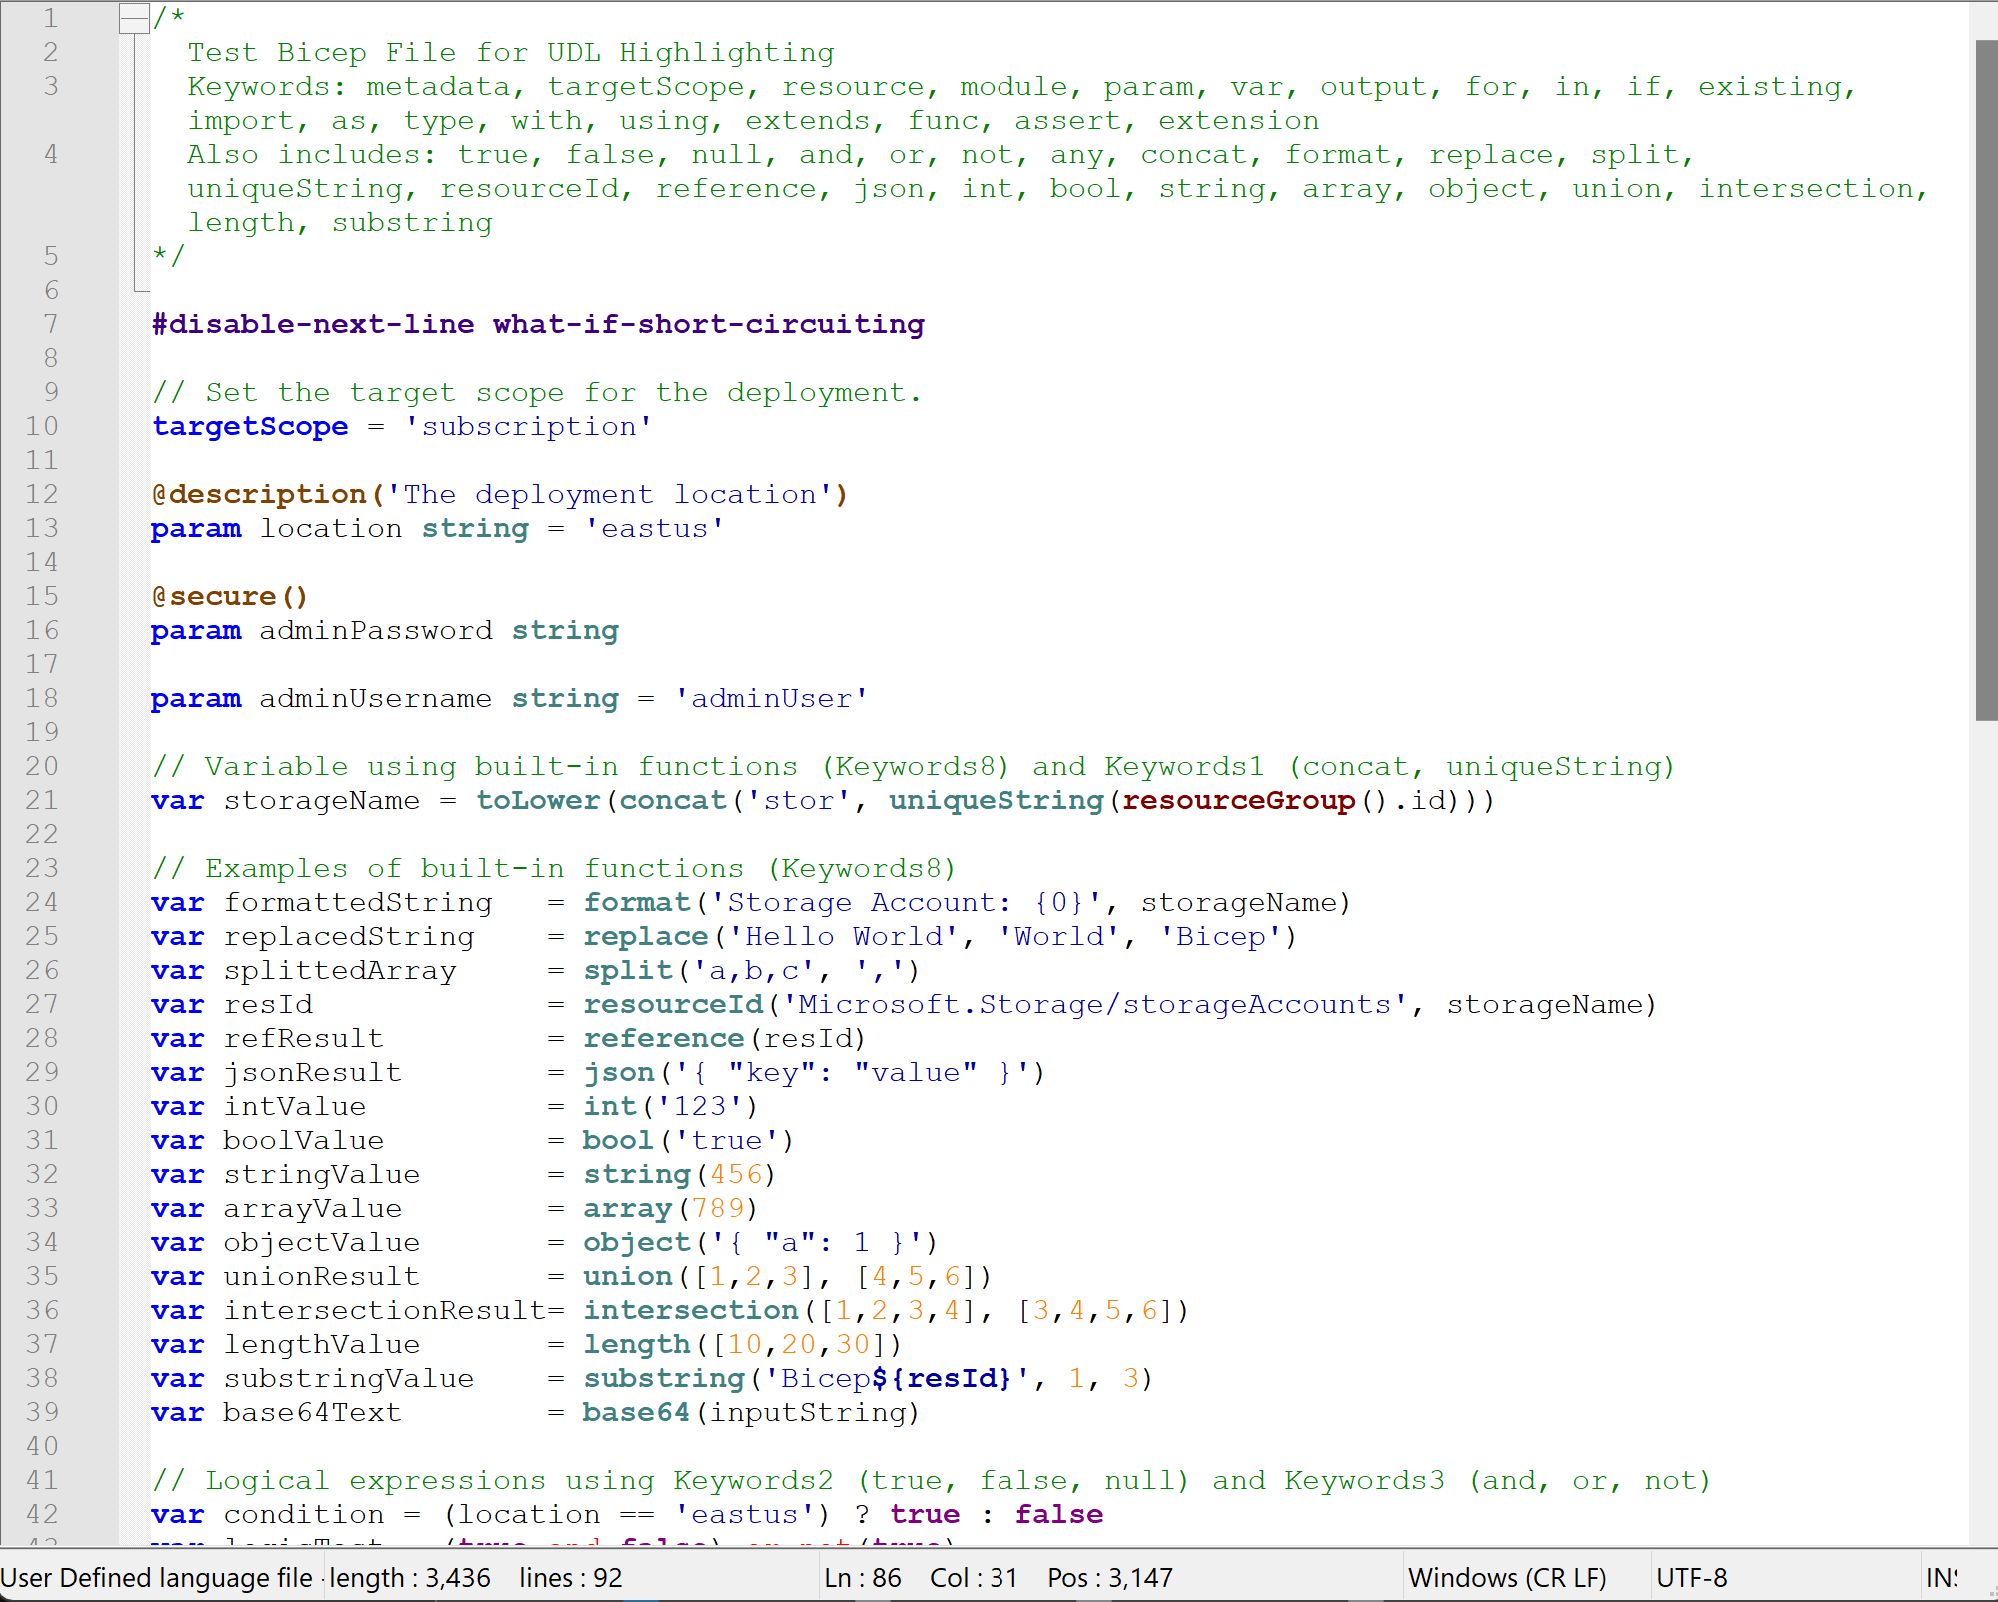 1 /*
2 Test Bicep File for UDL Highlighting
3 Keywords: metadata, targetScope, resource, module, param, var, output, for, in, if, existing,
import, as, type, with, using, extends, func, assert, extension
4 Also includes: true, false, null, and, or, not, any, concat, format, replace, split,
uniqueString, resourceId, reference, json, int, bool, string, array, object, union, intersection,
length, substring
5 */
6
7 #disable-next-line what-if-short-circuiting
8
9 // Set the target scope for the deployment.
10 targetScope = 'subscription'
11
12 @description('The deployment location')
13 param location string = 'eastus'
14
15 @secure()
16 param adminPassword string
17
18 param adminUsername string = 'adminUser'
19
20 // Variable using built-in functions (Keywords8) and Keywords1 (concat, uniqueString)
21 var storageName = toLower(concat('stor', uniqueString(resourceGroup().id)))
22
23 // Examples of built-in functions (Keywords8)
24 var formattedString   = format('Storage Account: {0}', storageName)
25 var replacedString    = replace('Hello World', 'World', 'Bicep')
26 var splittedArray     = split('a,b,c', ',')
27 var resId             = resourceId('Microsoft.Storage/storageAccounts', storageName)
28 var refResult         = reference(resId)
29 var jsonResult        = json('{ "key": "value" }')
30 var intValue          = int('123')
31 var boolValue         = bool('true')
32 var stringValue       = string(456)
33 var arrayValue        = array(789)
34 var objectValue       = object('{ "a": 1 }')
35 var unionResult       = union([1,2,3], [4,5,6])
36 var intersectionResult= intersection([1,2,3,4], [3,4,5,6])
37 var lengthValue       = length([10,20,30])
38 var substringValue    = substring('Bicep${resId}', 1, 3)
39 var base64Text        = base64(inputString)
40
41 // Logical expressions using Keywords2 (true, false, null) and Keywords3 (and, or, not)
42 var condition = (location == 'eastus') ? true : false
User Defined language file - length : 3,436 lines : 92 Ln : 86 Col : 31 Pos : 3,147 Windows (CR LF) UTF-8 INS